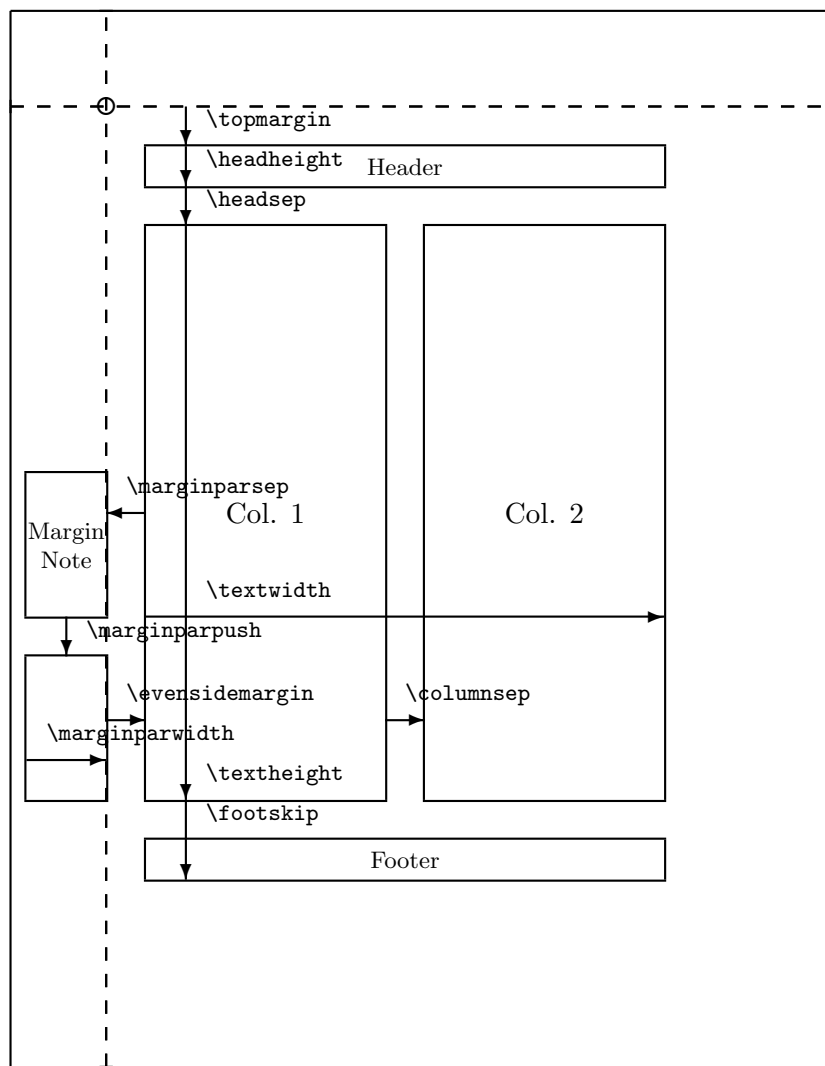 \topmargin
\headheight
Header
\headsep
\marginparsep
Col. 1
Col. 2
Margin
Note
\textwidth
\marginparpush
\evensidemargin
\columnsep
\marginparwidth
\textheight
\footskip
Footer